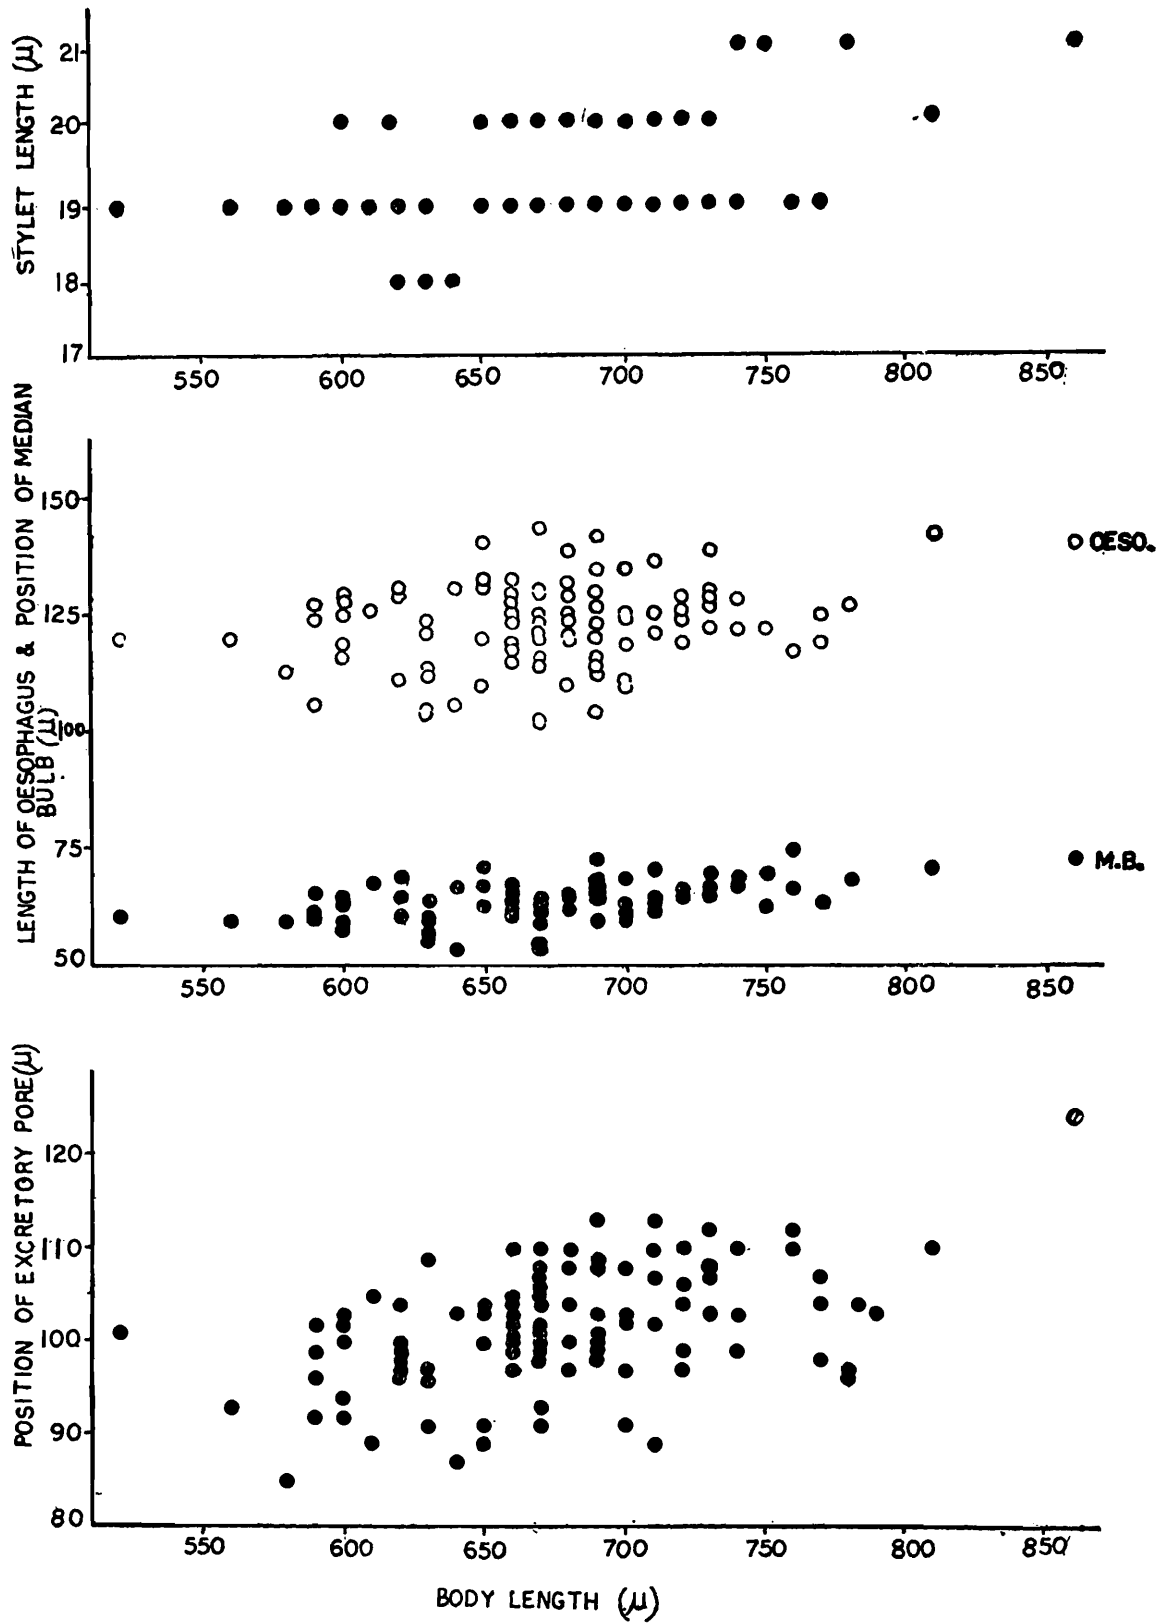 STYLET LENGTH (μ)
21
20
19
18
17
550 600 650 700 750 800 850
LENGTH OF OESOPHAGUS & POSITION OF MEDIAN
BULB (μ)
150
125
100
75
50
OESO.
M.B.
550 600 650 700 750 800 850
POSITION OF EXCRETORY PORE (μ)
120
110
100
90
80
550 600 650 700 750 800 850
BODY LENGTH (μ)